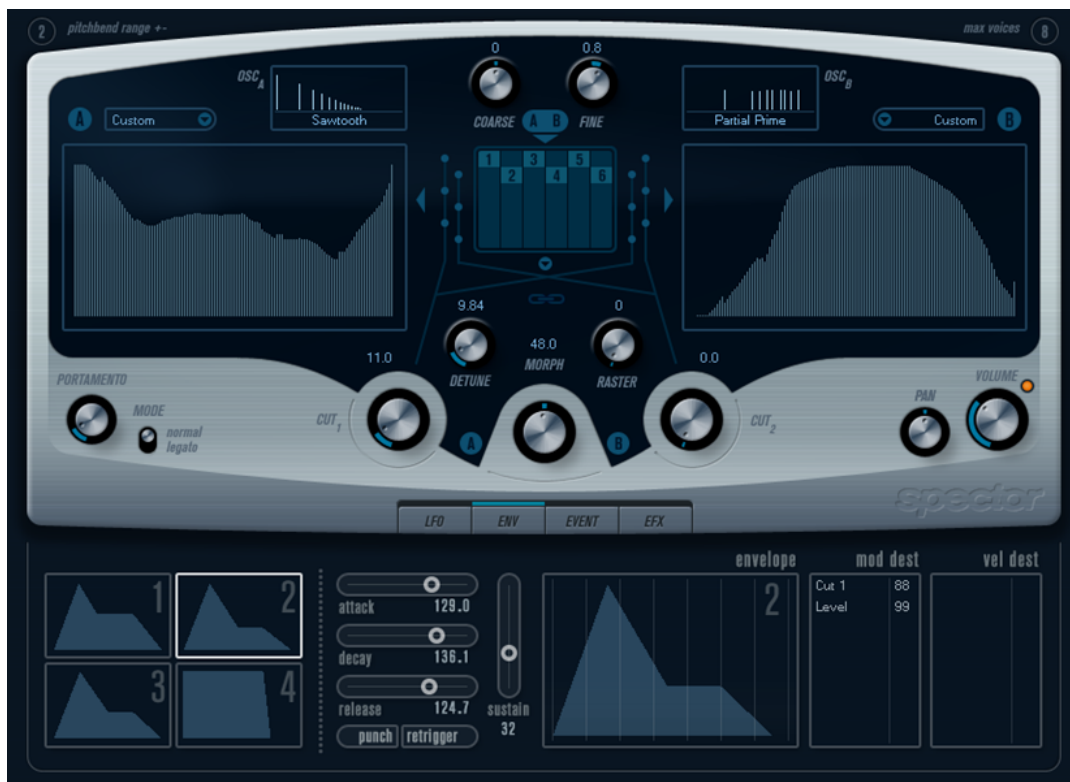 2 pitchbend range +-
max voices 8
OSC A
Sawtooth
0
0.8
COARSE A B FINE
Partial Prime
OSC B
A Custom
Custom B
1 2 3 4 5 6
9.84
0
48.0
MORPH
DETUNE
RASTER
11.0
0.0
PORTAMENTO
MODE
normal
legato
CUT 1
A
B
CUT 2
PAN
VOLUME
spector
LFO ENV EVENT EFX
envelope
mod dest
vel dest
1 2
3 4
attack 129.0
decay 136.1
release 124.7
punch retrigger
sustain
32
2
Cut 1 88
Level 99